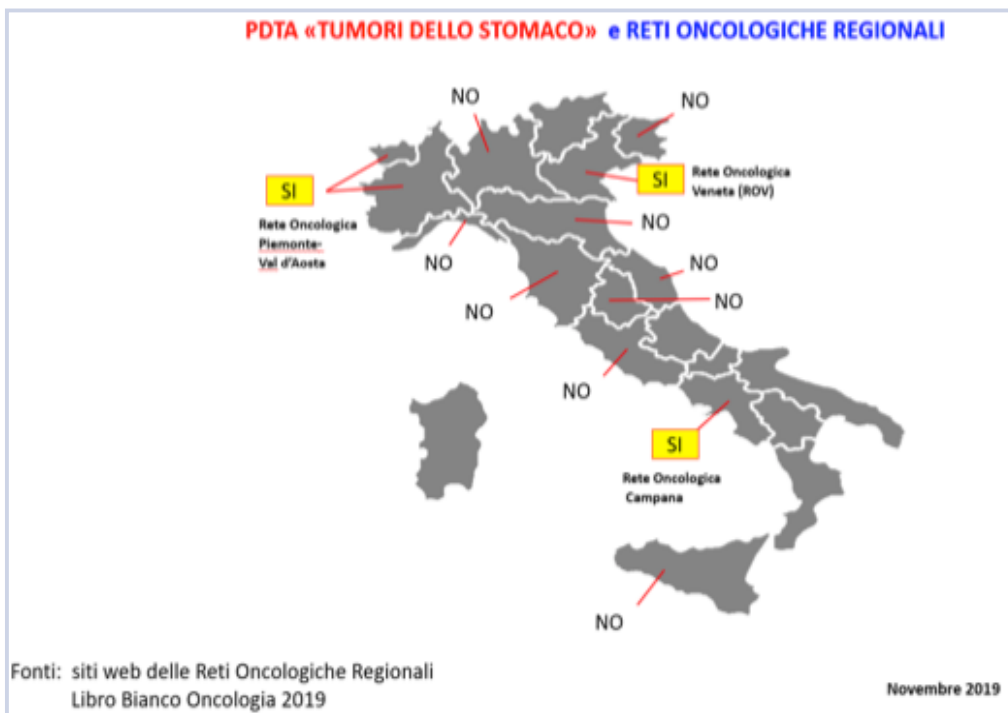 PDTA «TUMORI DELLO STOMACO» e RETI ONCOLOGICHE REGIONALI
NO
NO
SI
Rete Oncologica
Piemonte-
Val d'Aosta
SI
Rete Oncologica
Veneta (ROV)
NO
NO
NO
NO
NO
NO
SI
Rete Oncologica
Campana
NO
Fonti: siti web delle Reti Oncologiche Regionali
Libro Bianco Oncologia 2019
Novembre 2019